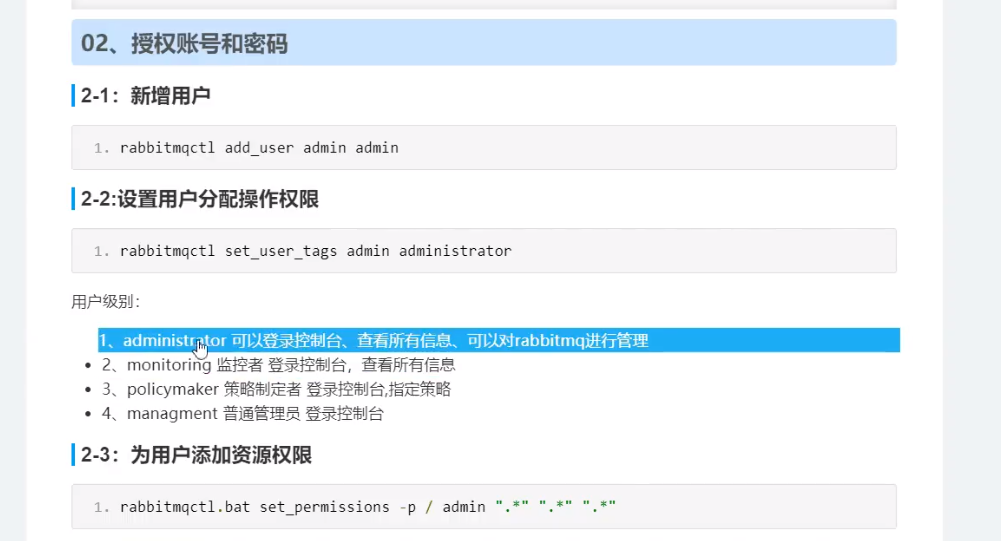 02、授权账号和密码
2-1：新增用户
1. rabbitmqctl add_user admin admin
2-2:设置用户分配操作权限
1. rabbitmqctl set_user_tags admin administrator
用户级别：
1、administrator 可以登录控制台、查看所有信息、可以对rabbitmq进行管理
2、monitoring 监控者 登录控制台，查看所有信息
3、policymaker 策略制定者 登录控制台,指定策略
4、managment 普通管理员 登录控制台
2-3：为用户添加资源权限
1. rabbitmqctl.bat set_permissions -p / admin ".*" ".*" ".*"